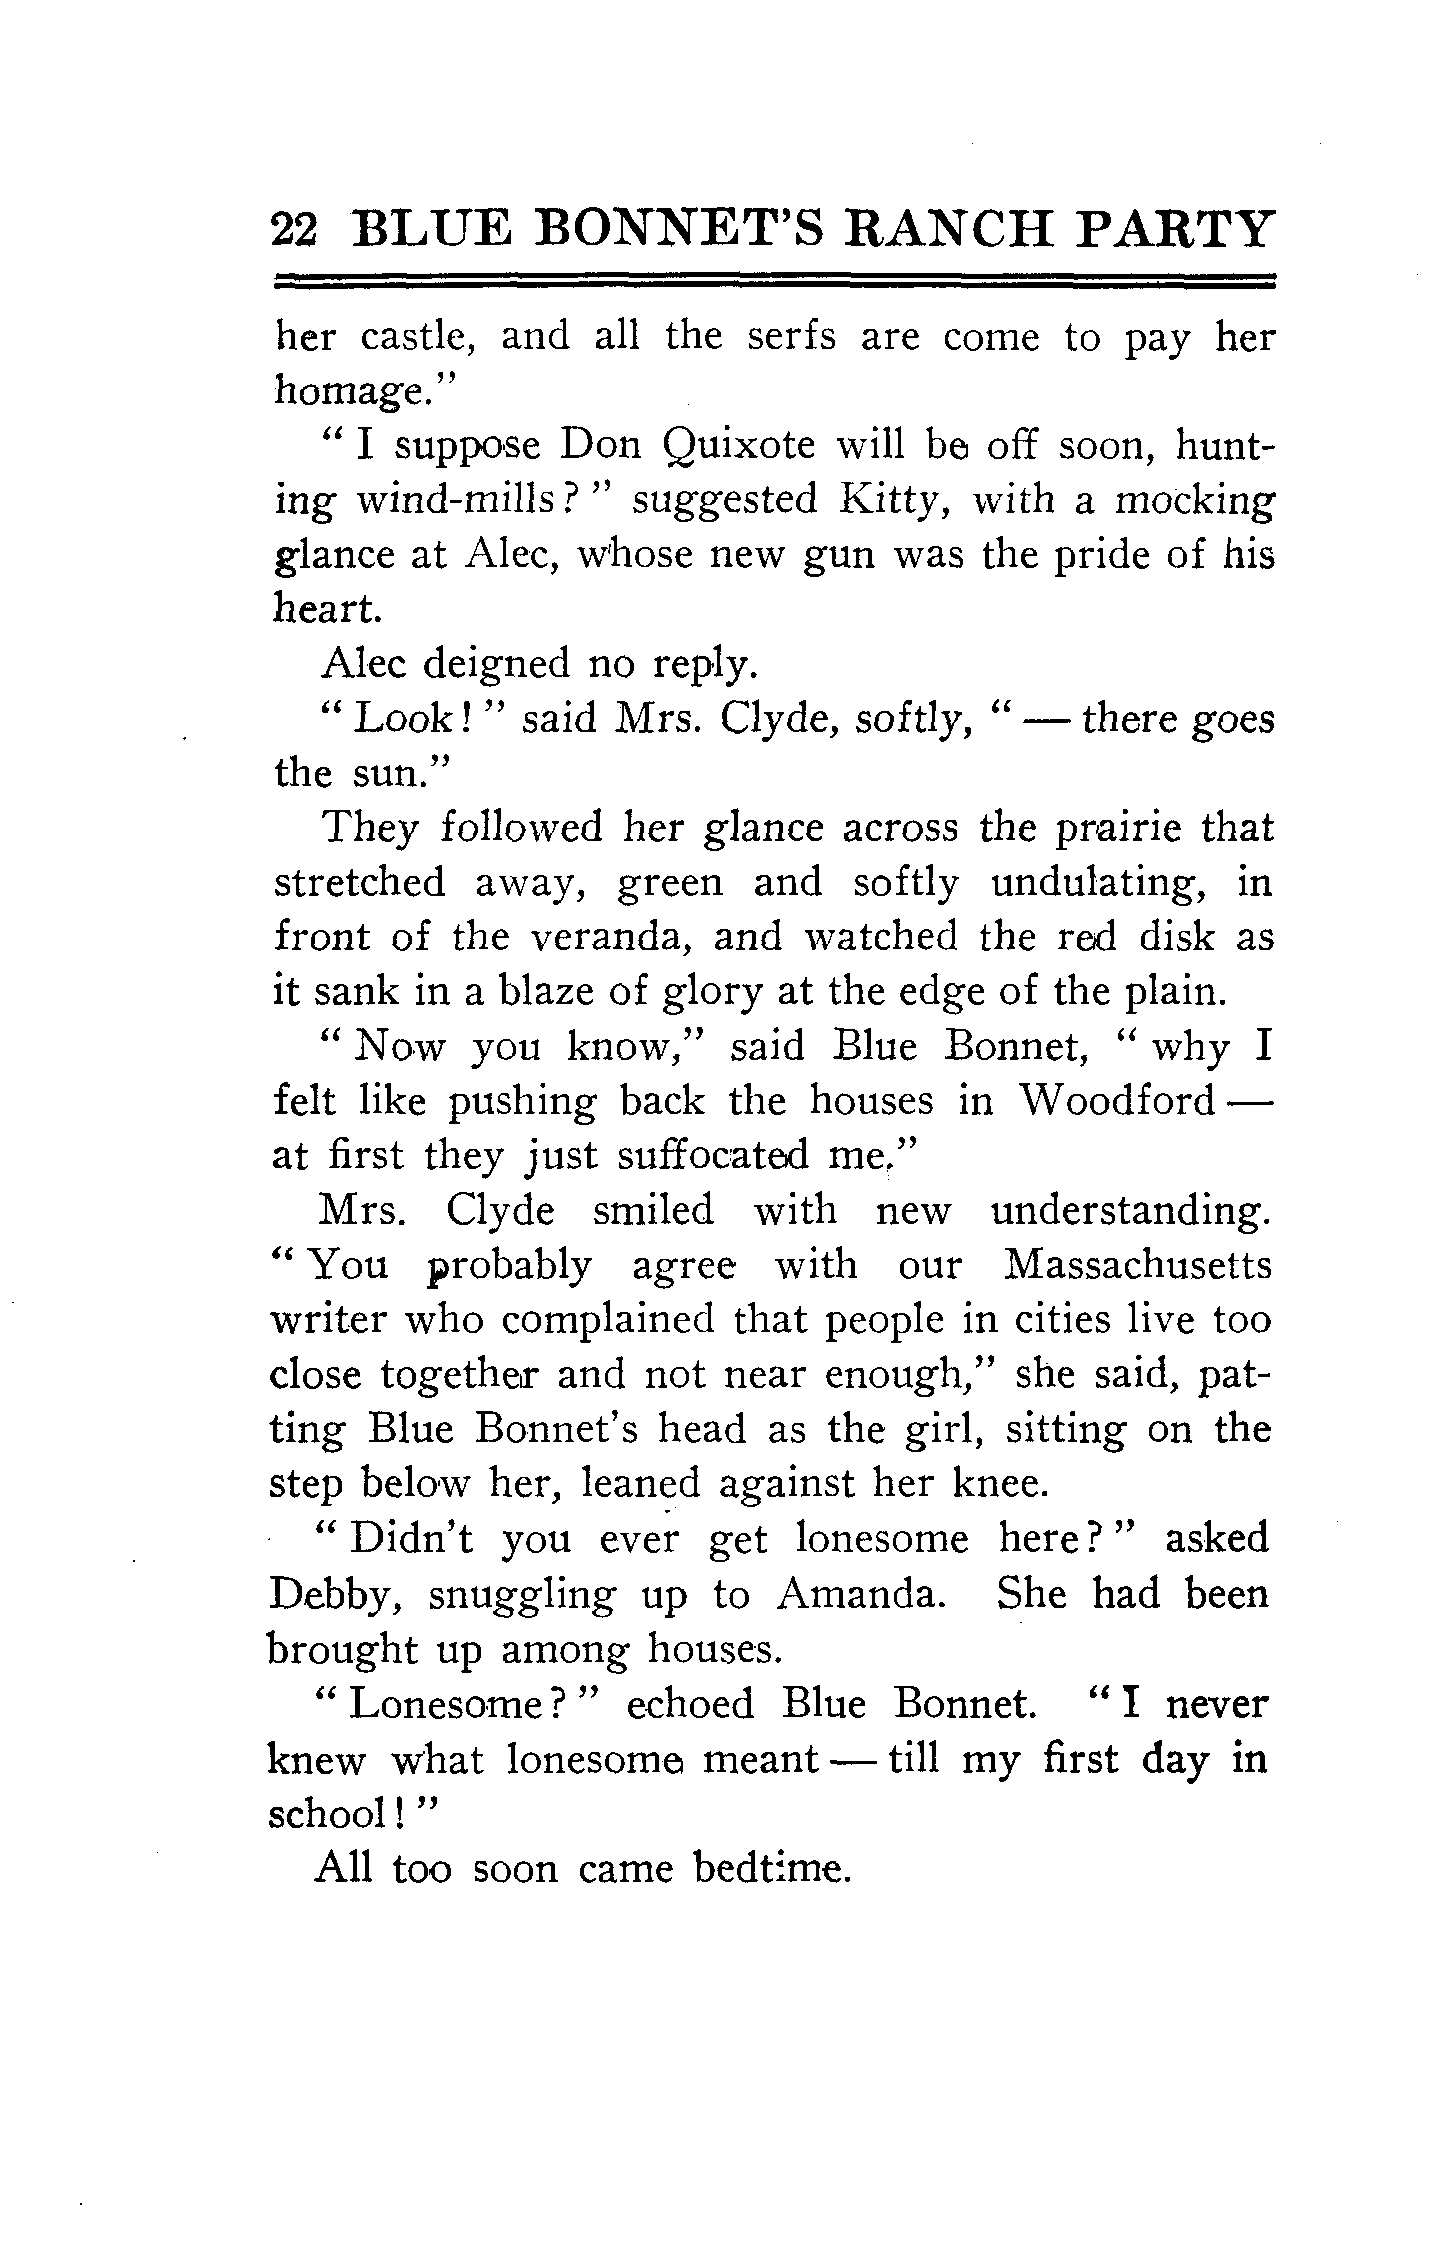 22 BLUE BONNET'S RANCH PARTY
her castle, and all the serfs are come to pay her
homage."
" I suppose Don Quixote will be off soon, hunt-
ing wind-mills? " suggested Kitty, with a mocking
glance at Alec, whose new gun was the pride of his
heart.
Alec deigned no reply.
" Look! " said Mrs. Clyde, softly, " — there goes
the sun."
They followed her glance across the prairie that
stretched away, green and softly undulating, in
front of the veranda, and watched the red disk as
it sank in a blaze of glory at the edge of the plain.
" Now you know," said Blue Bonnet, " why I
felt like pushing back the houses in Woodford —
at first they just suffocated me."
Mrs. Clyde smiled with new understanding.
" You probably agree with our Massachusetts
writer who complained that people in cities live too
close together and not near enough," she said, pat-
ting Blue Bonnet's head as the girl, sitting on the
step below her, leaned against her knee.
" Didn't you ever get lonesome here? " asked
Debby, snuggling up to Amanda. She had been
brought up among houses.
" Lonesome? " echoed Blue Bonnet. " I never
knew what lonesome meant — till my first day in
school! "
All too soon came bedtime.